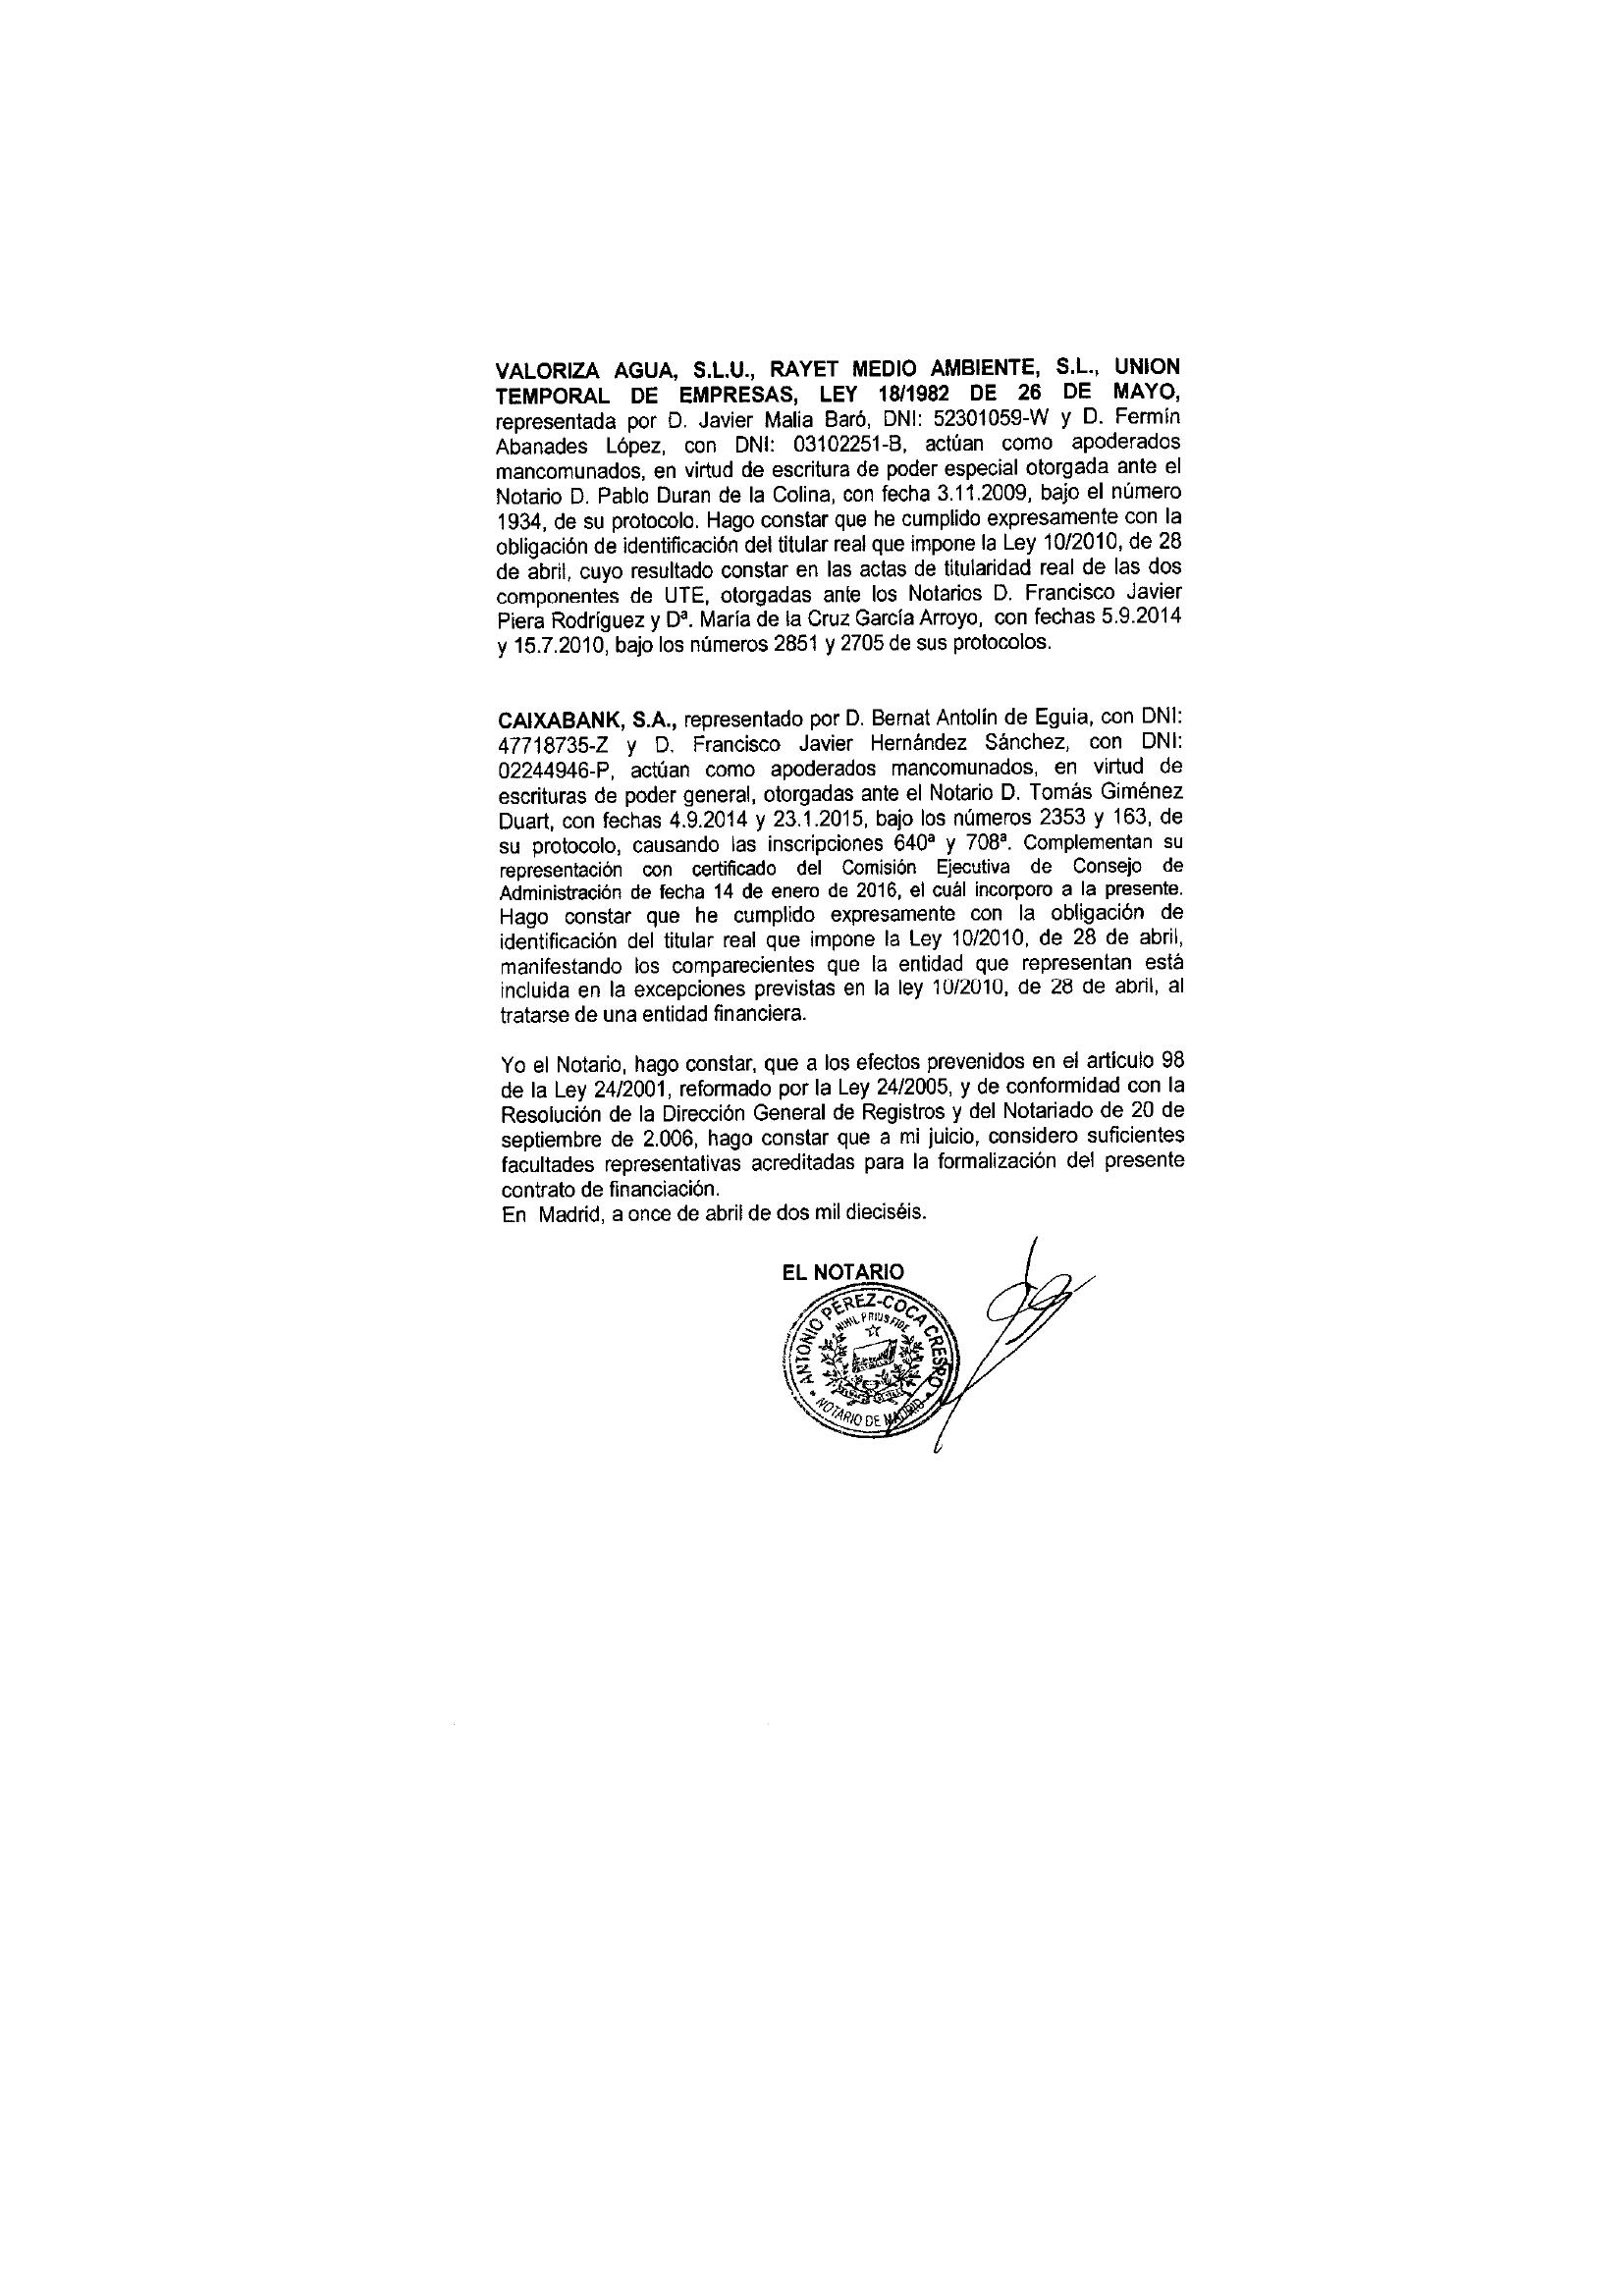 VALORIZA AGUA, S.L.U., RAYET MEDIO AMBIENTE, S.L., UNION
TEMPORAL DE EMPRESAS, LEY 18/1982 DE 26 DE MAYO,
representada por D. Javier Malia Baró, DNI: 52301059-W y D. Fermín
Abanades López, con DNI: 03102251-B, actúan como apoderados
mancomunados, en virtud de escritura de poder especial otorgada ante el
Notario D. Pablo Duran de la Colina, con fecha 3.11.2009, bajo el número
1934, de su protocolo. Hago constar que he cumplido expresamente con la
obligación de identificación del titular real que impone la Ley 10/2010, de 28
de abril, cuyo resultado constar en las actas de titularidad real de las dos
componentes de UTE, otorgadas ante los Notarios D. Francisco Javier
Piera Rodríguez y Dª. María de la Cruz García Arroyo, con fechas 5.9.2014
y 15.7.2010, bajo los números 2851 y 2705 de sus protocolos.
CAIXABANK, S.A., representado por D. Bernat Antolín de Eguia, con DNI:
47718735-Z y D. Francisco Javier Hernández Sánchez, con DNI:
02244946-P, actúan como apoderados mancomunados, en virtud de
escrituras de poder general, otorgadas ante el Notario D. Tomás Giménez
Duart, con fechas 4.9.2014 y 23.1.2015, bajo los números 2353 y 163, de
su protocolo, causando las inscripciones 640ª y 708ª. Complementan su
representación con certificado del Comisión Ejecutiva de Consejo de
Administración de fecha 14 de enero de 2016, el cuál incorporo a la presente.
Hago constar que he cumplido expresamente con la obligación de
identificación del titular real que impone la Ley 10/2010, de 28 de abril,
manifestando los comparecientes que la entidad que representan está
incluida en la excepciones previstas en la ley 10/2010, de 28 de abril, al
tratarse de una entidad financiera.
Yo el Notario, hago constar, que a los efectos prevenidos en el artículo 98
de la Ley 24/2001, reformado por la Ley 24/2005, y de conformidad con la
Resolución de la Dirección General de Registros y del Notariado de 20 de
septiembre de 2.006, hago constar que a mi juicio, considero suficientes
facultades representativas acreditadas para la formalización del presente
contrato de financiación.
En Madrid, a once de abril de dos mil dieciséis.
EL NOTARIO
ANTONIO PÉREZ-COCA CRESPO
NIHIL PRIUS FIDE
NOTARIO DE MADRID